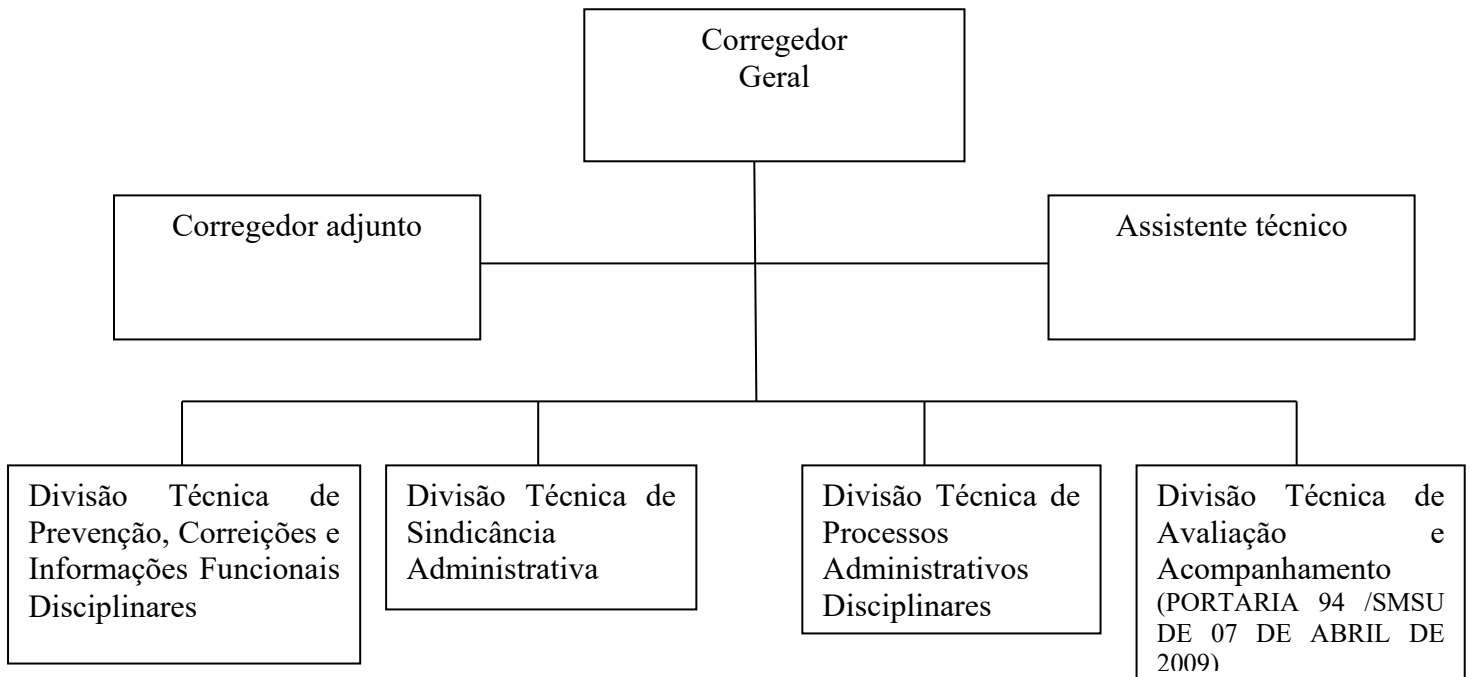 Corregedor
Geral
Corregedor adjunto
Assistente técnico
Divisão Técnica de
Prevenção, Correições e
Informações Funcionais
Disciplinares
Divisão Técnica de
Sindicância
Administrativa
Divisão Técnica de
Processos
Administrativos
Disciplinares
Divisão Técnica de
Avaliação e
Acompanhamento
(PORTARIA 94 /SMSU
DE 07 DE ABRIL DE
2009)